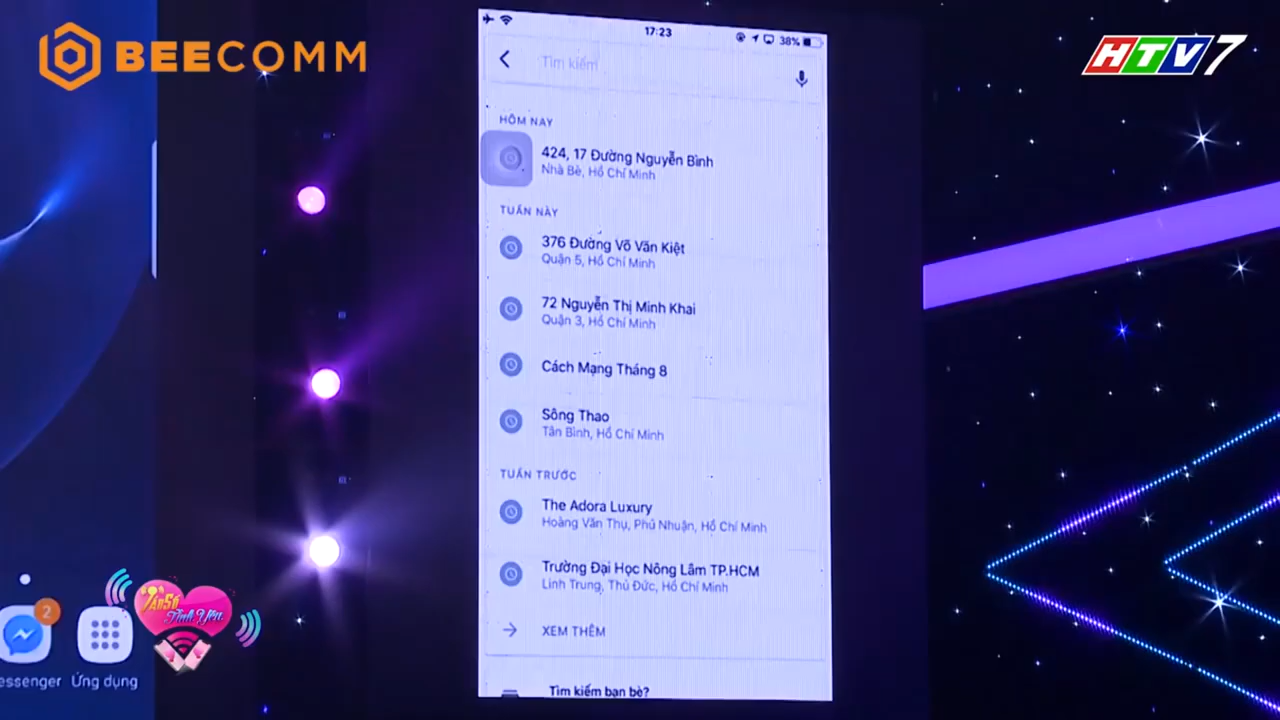 BEECOMM
HTV7
17:23
38%
Tìm kiếm
HÔM NAY
424, 17 Đường Nguyễn Bình
Nhà Bè, Hồ Chí Minh
TUẦN NÀY
376 Đường Võ Văn Kiệt
Quận 5, Hồ Chí Minh
72 Nguyễn Thị Minh Khai
Quận 3, Hồ Chí Minh
Cách Mạng Tháng 8
Sông Thao
Tân Bình, Hồ Chí Minh
TUẦN TRƯỚC
The Adora Luxury
Hoàng Văn Thụ, Phú Nhuận, Hồ Chí Minh
Trường Đại Học Nông Lâm TP.HCM
Linh Trung, Thủ Đức, Hồ Chí Minh
XEM THÊM
Tìm kiếm bạn bè?
2
essenger
Ứng dụng
Tần Số
Tình Yêu